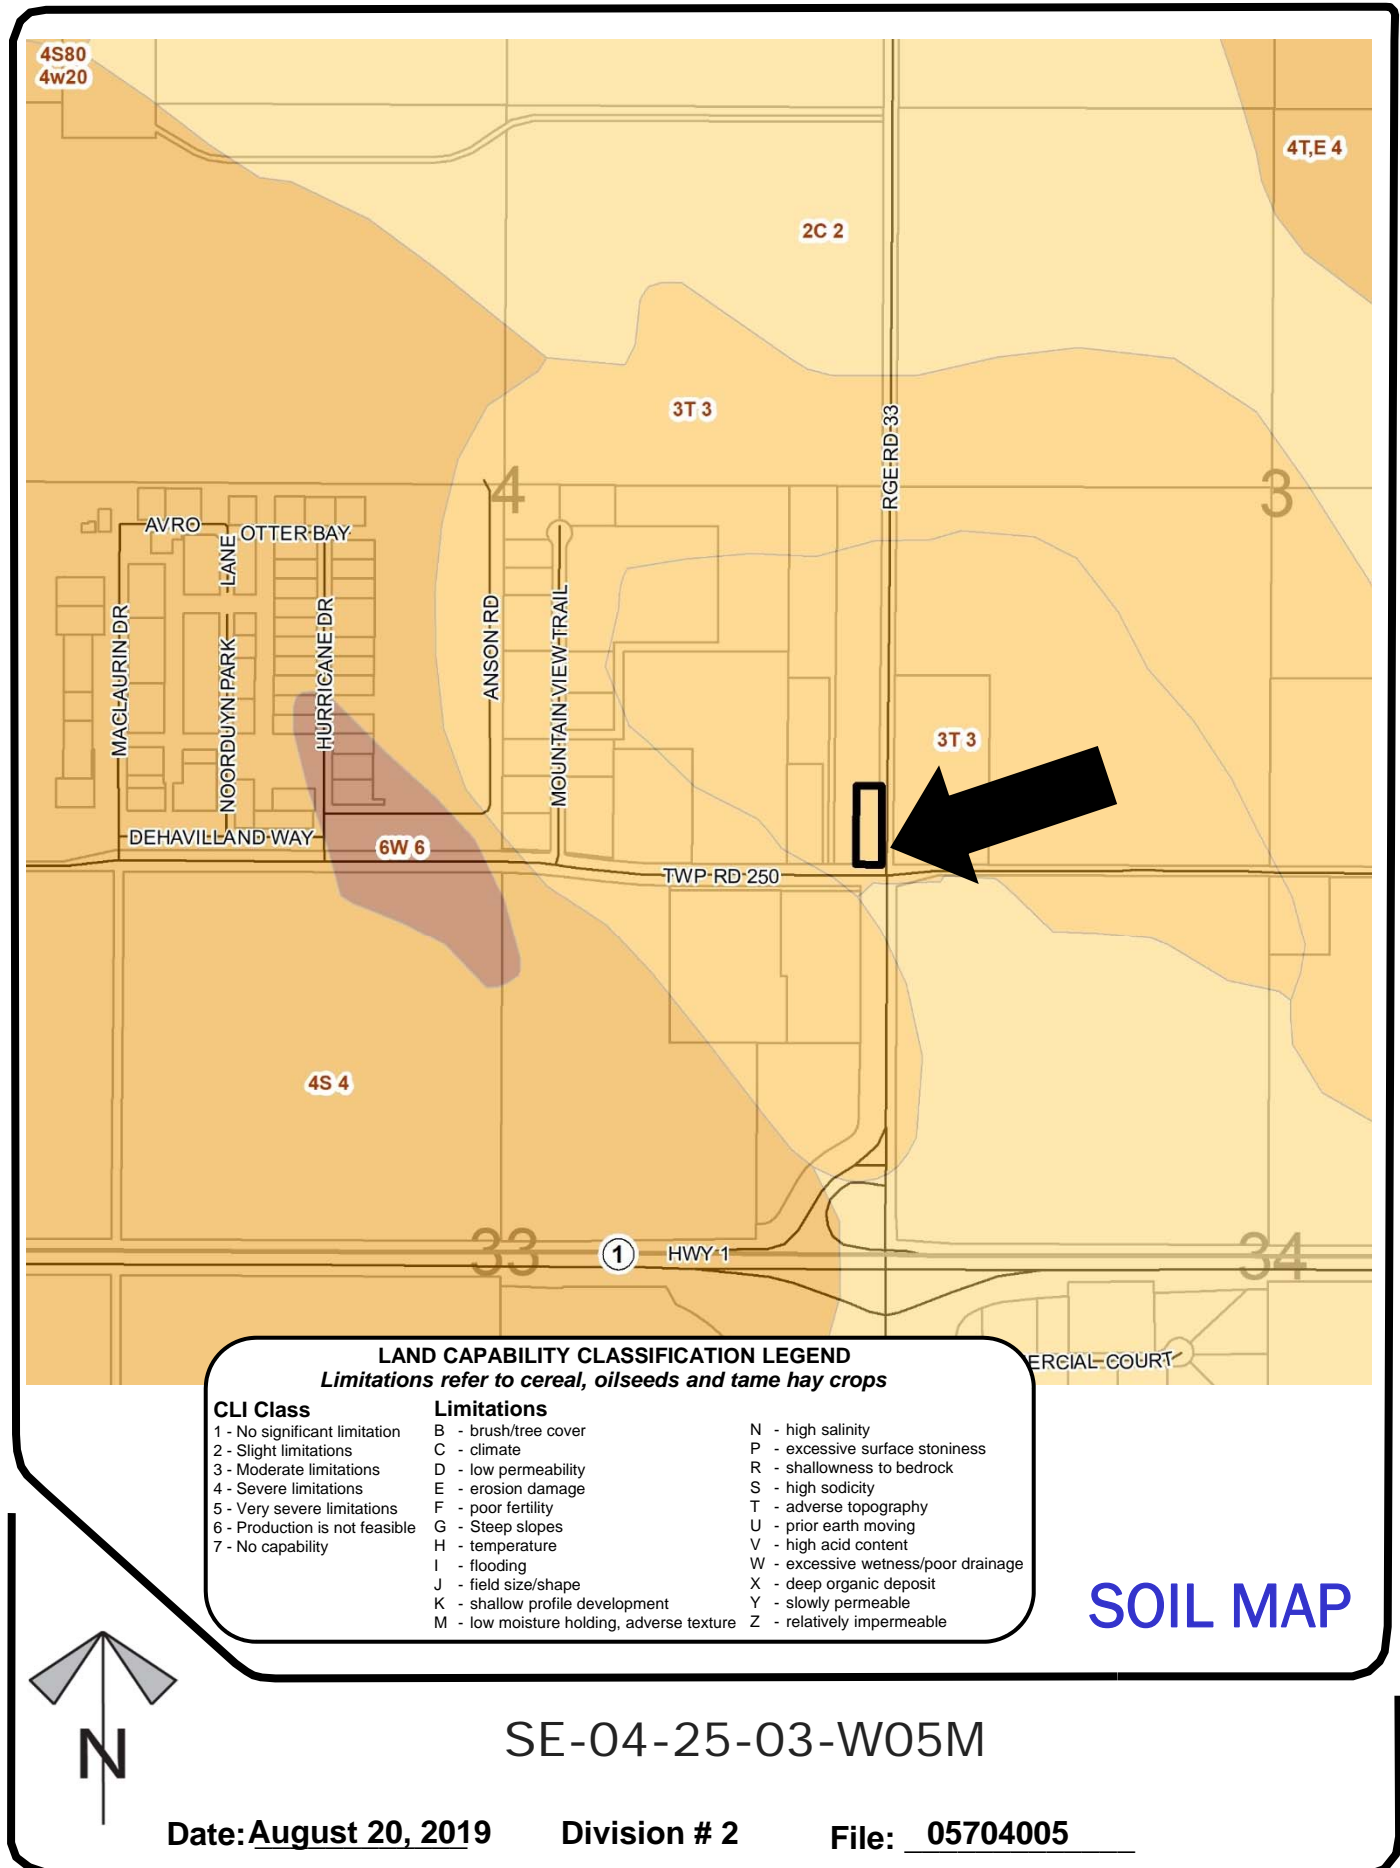 4S80
4w20
4T,E 4
2C 2
3T 3
RGE RD 33
4
3
AVRO
OTTER BAY
LANE
MACLAURIN DR
NOORDUYN PARK
HURRICANE DR
ANSON RD
MOUNTAIN VIEW TRAIL
3T 3
DEHAVILLAND WAY
6W 6
TWP RD 250
4S 4
33
1
HWY 1
34
ERCIAL COURT
LAND CAPABILITY CLASSIFICATION LEGEND
Limitations refer to cereal, oilseeds and tame hay crops
CLI Class
1 - No significant limitation
2 - Slight limitations
3 - Moderate limitations
4 - Severe limitations
5 - Very severe limitations
6 - Production is not feasible
7 - No capability
Limitations
B - brush/tree cover
C - climate
D - low permeability
E - erosion damage
F - poor fertility
G - Steep slopes
H - temperature
I - flooding
J - field size/shape
K - shallow profile development
M - low moisture holding, adverse texture
N - high salinity
P - excessive surface stoniness
R - shallowness to bedrock
S - high sodicity
T - adverse topography
U - prior earth moving
V - high acid content
W - excessive wetness/poor drainage
X - deep organic deposit
Y - slowly permeable
Z - relatively impermeable
SOIL MAP
N
SE-04-25-03-W05M
Date: August 20, 2019 Division # 2 File: 05704005